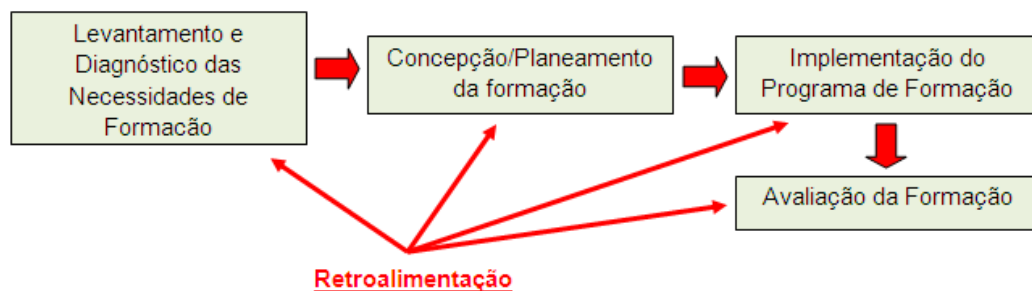 Levantamento e
Diagnóstico das
Necessidades de
Formacão
Concepção/Planeamento
da formação
Implementação do
Programa de Formação
Avaliação da Formação
Retroalimentação